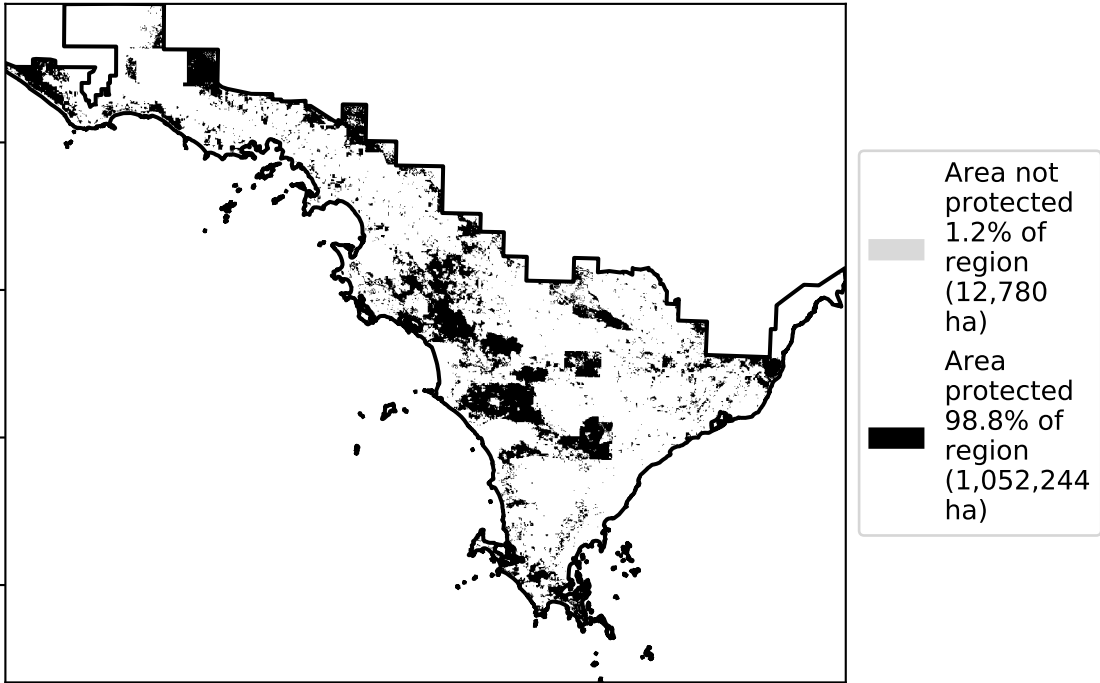 Area not
protected
1.2% of
region
(12,780
ha)
Area
protected
98.8% of
region
(1,052,244
ha)